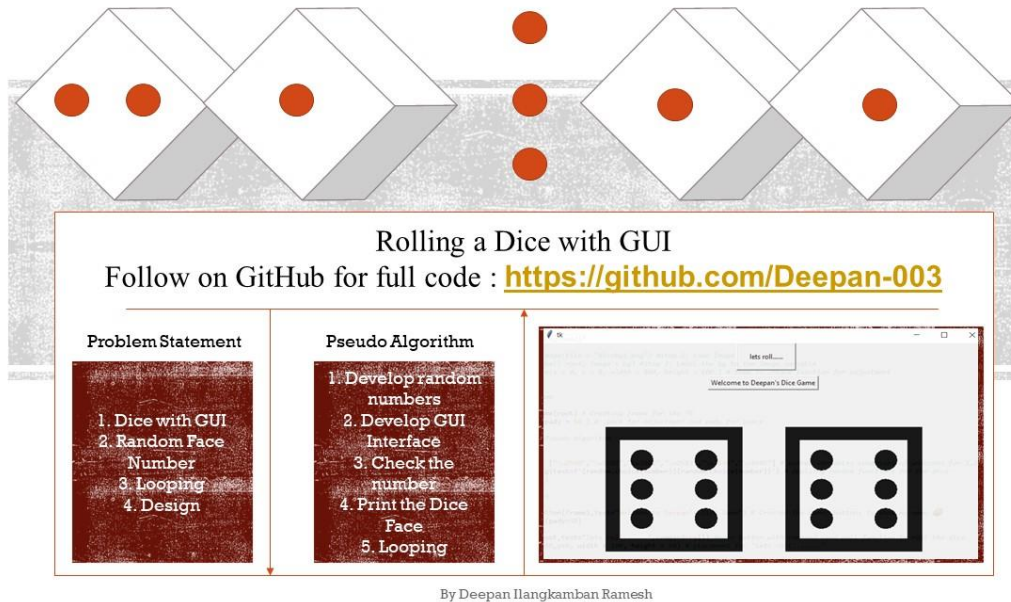 Rolling a Dice with GUI
Follow on GitHub for full code : https://github.com/Deepan-003
Problem Statement
1. Dice with GUI
2. Random Face
Number
3. Looping
4. Design
Pseudo Algorithm
1. Develop random
numbers
2. Develop GUI
Interface
3. Check the
number
4. Print the Dice
Face
5. Looping
tk
lets roll......
Welcome to Deepan's Dice Game
By Deepan Ilangkamban Ramesh